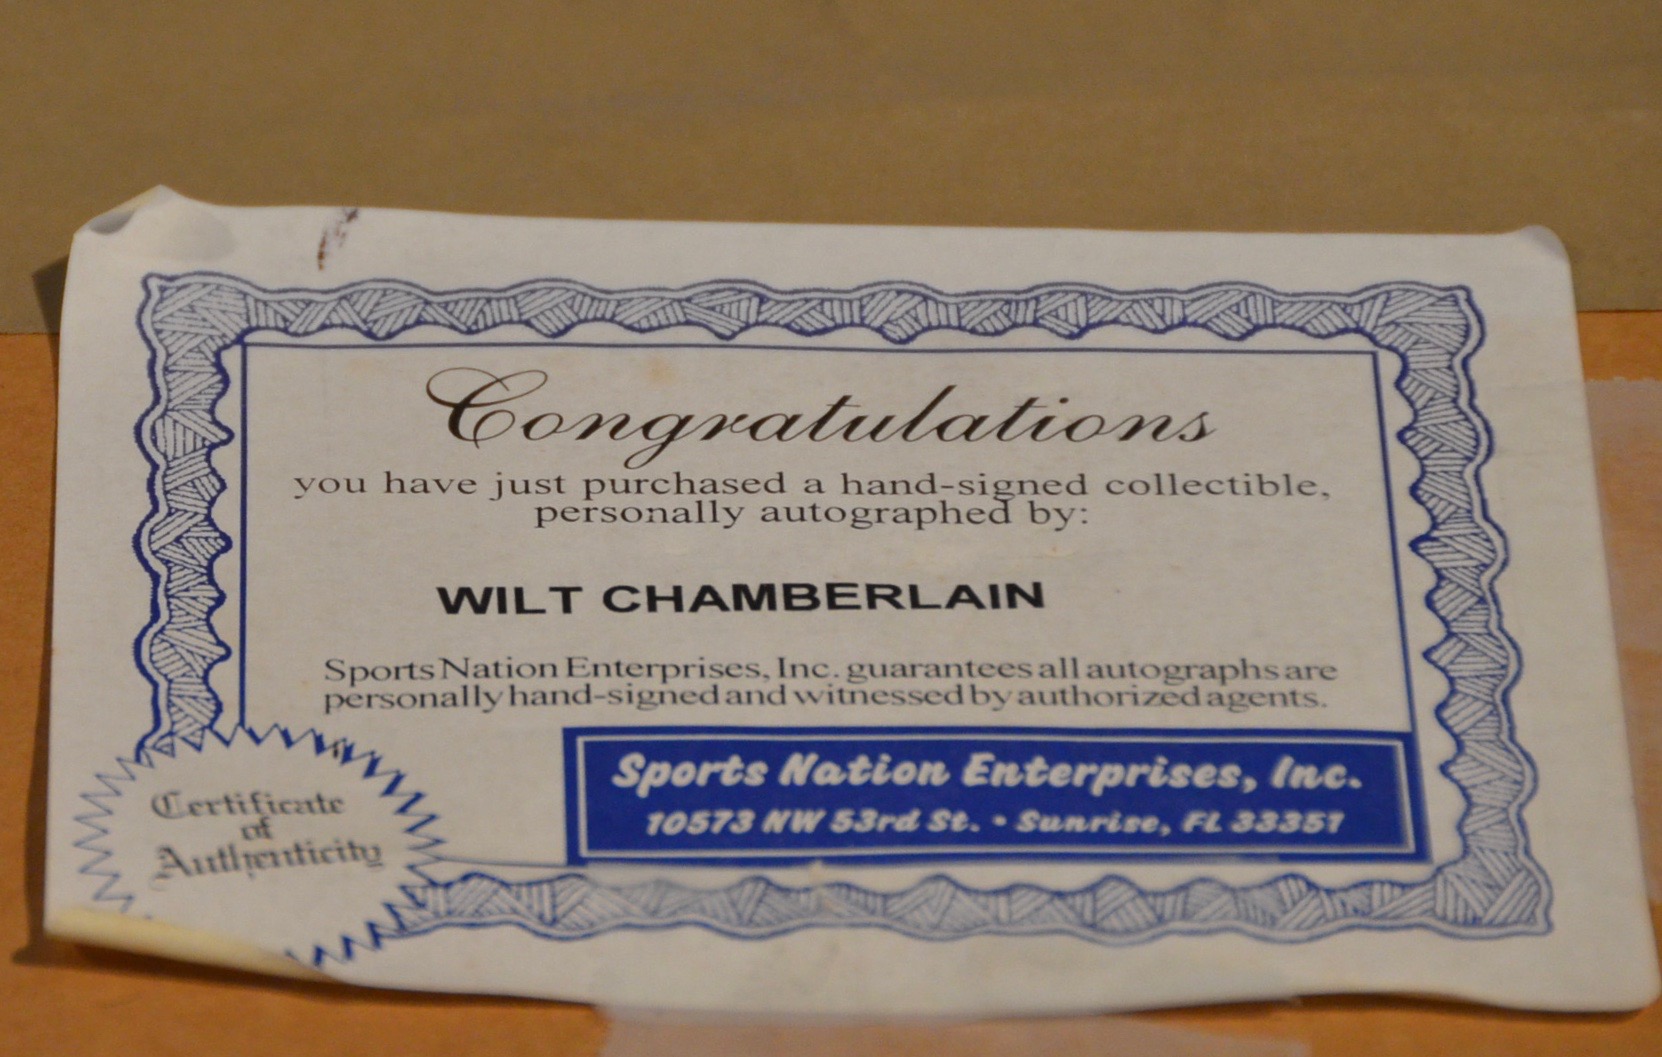 Congratulations
you have just purchased a hand-signed collectible,
personally autographed by:
WILT CHAMBERLAIN
Sports Nation Enterprises, Inc. guarantees all autographs are
personally hand-signed and witnessed by authorized agents.
Sports Nation Enterprises, Inc.
10573 NW 53rd St. • Sunrise, FL 33351
Certificate
of
Authenticity